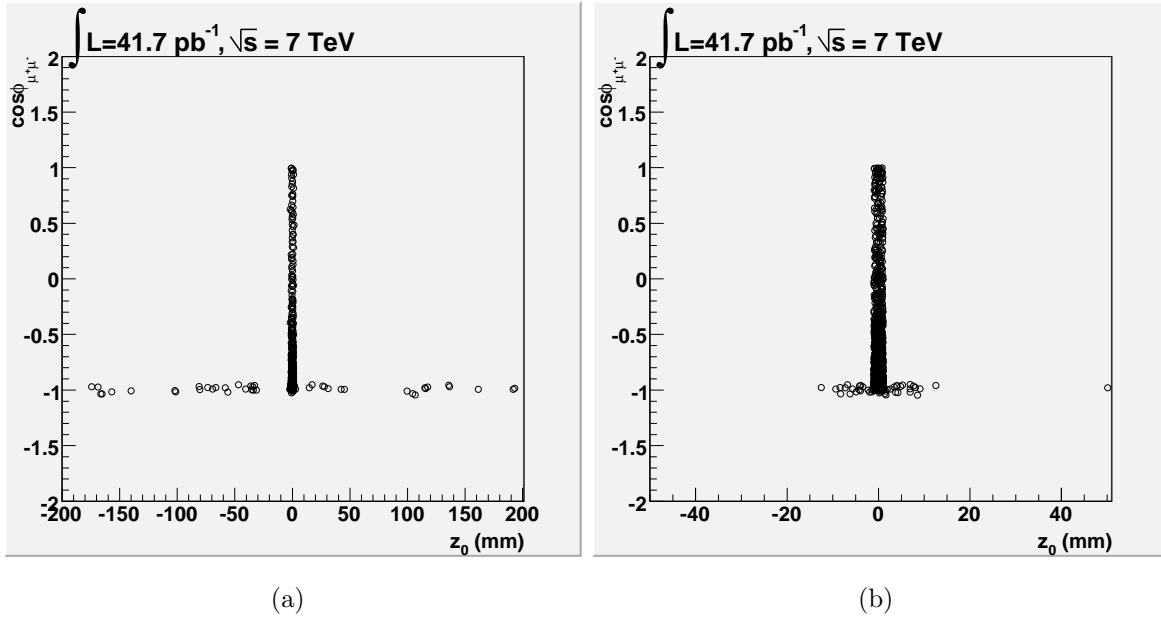 ∫ L=41.7 pb⁻¹, √s = 7 TeV
cosϕμ⁺μ⁻
2
1.5
1
0.5
0
-0.5
-1
-1.5
-2
-200 -150 -100 -50 0 50 100 150 200
z₀ (mm)
(a)
∫ L=41.7 pb⁻¹, √s = 7 TeV
cosϕμ⁺μ⁻
2
1.5
1
0.5
0
-0.5
-1
-1.5
-2
-40 -20 0 20 40
z₀ (mm)
(b)